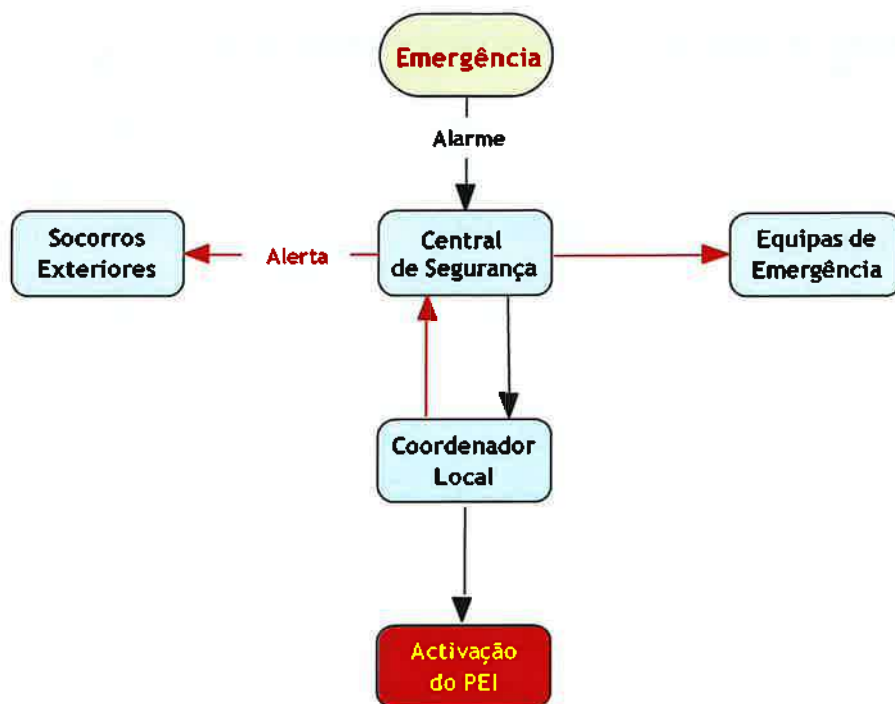 Emergência
Alarme
Socorros
Exteriores
Alerta
Central
de Segurança
Equipas de
Emergência
Coordenador
Local
Activação
do PEI